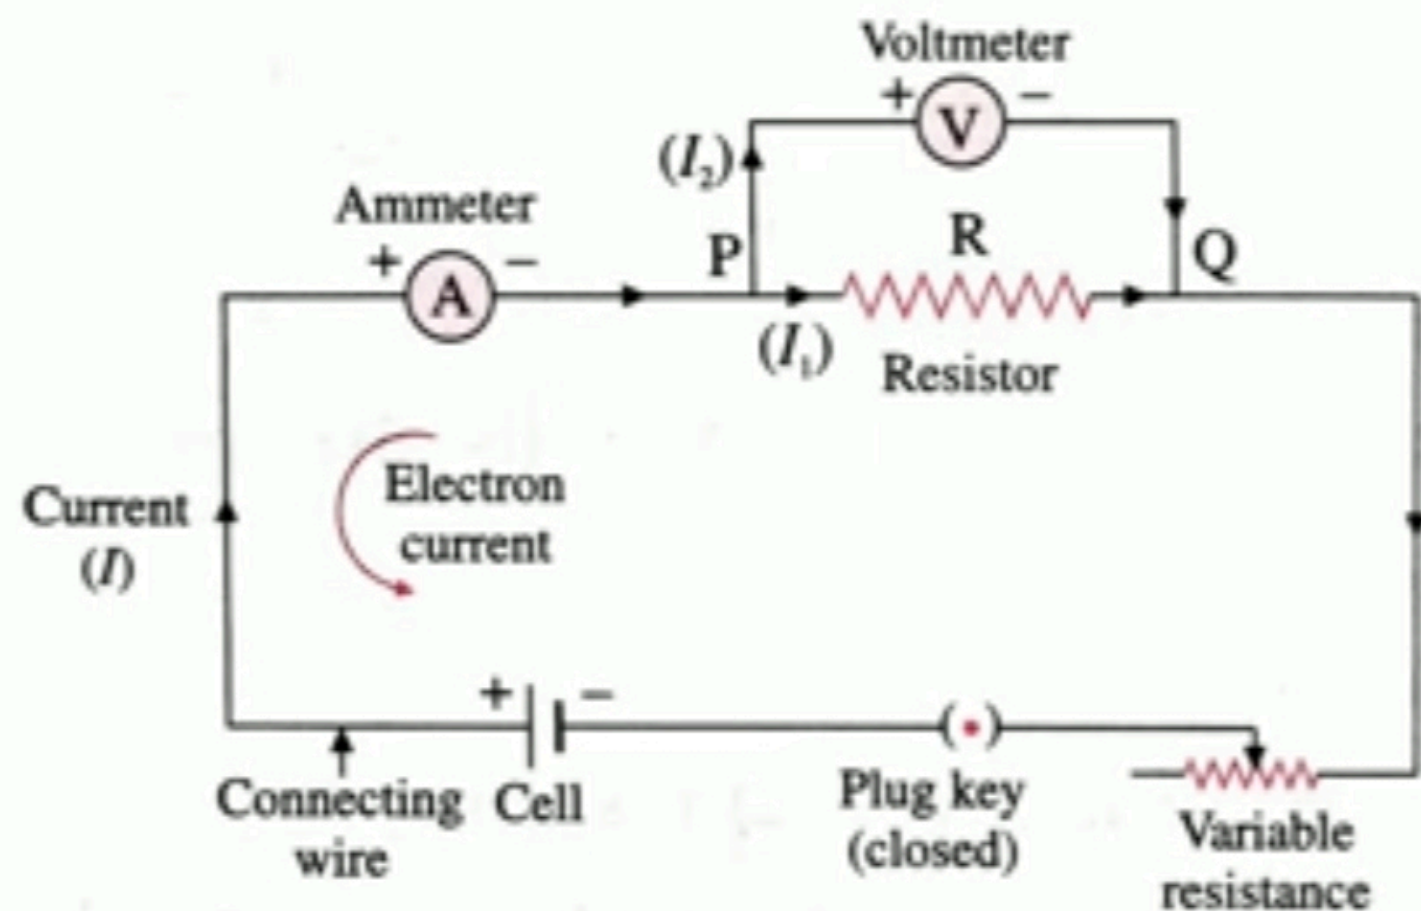 Voltmeter
+ V −
(I₂)
Ammeter
+ A −
P
R
Q
(I₁)
Resistor
Electron
current
Current
(I)
+ −
Connecting
wire
Cell
Plug key
(closed)
Variable
resistance